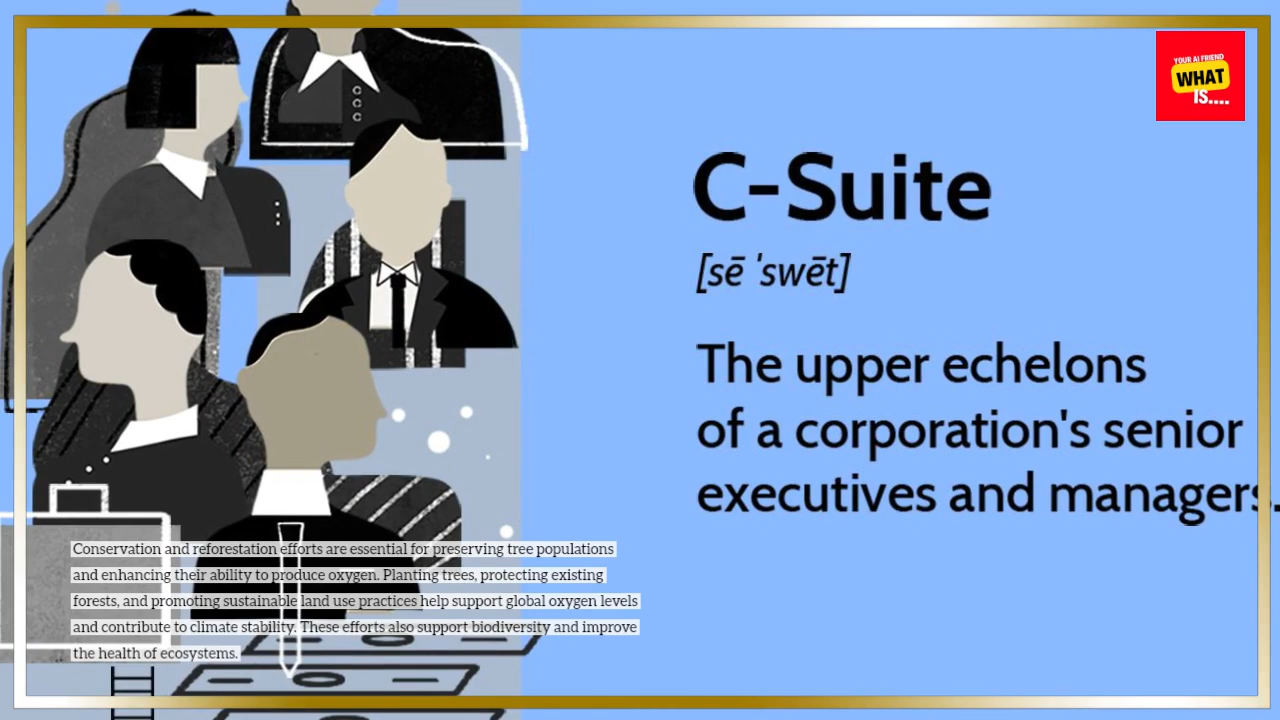 YOUR AI FRIEND
WHAT
IS....
C-Suite
[sē 'swēt]
The upper echelons
of a corporation's senior
executives and managers.
Conservation and reforestation efforts are essential for preserving tree populations
and enhancing their ability to produce oxygen. Planting trees, protecting existing
forests, and promoting sustainable land use practices help support global oxygen levels
and contribute to climate stability. These efforts also support biodiversity and improve
the health of ecosystems.